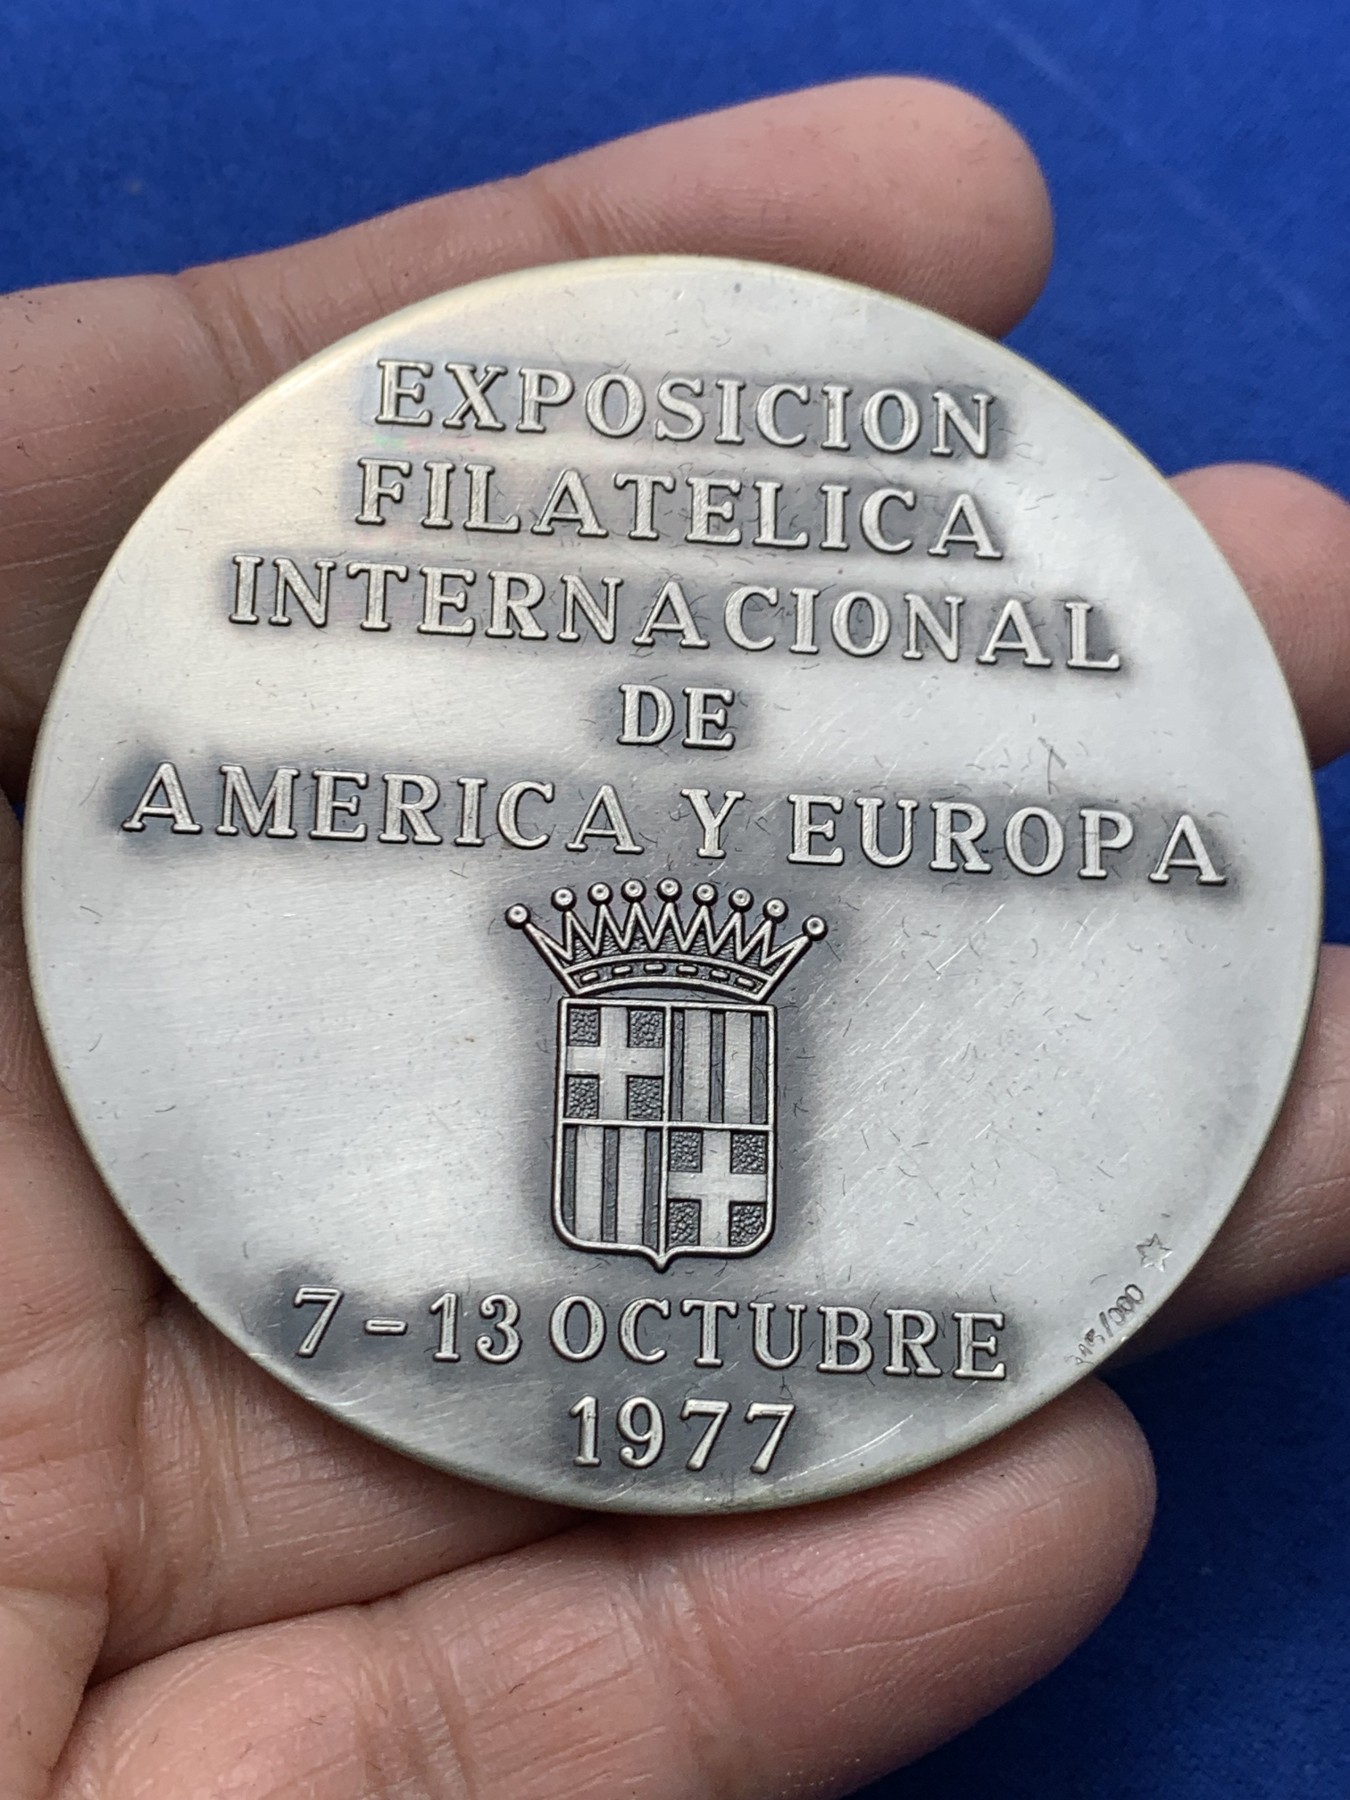 EXPOSICION
FILATELICA
INTERNACIONAL
DE
AMERICA Y EUROPA
7-13 OCTUBRE
1977